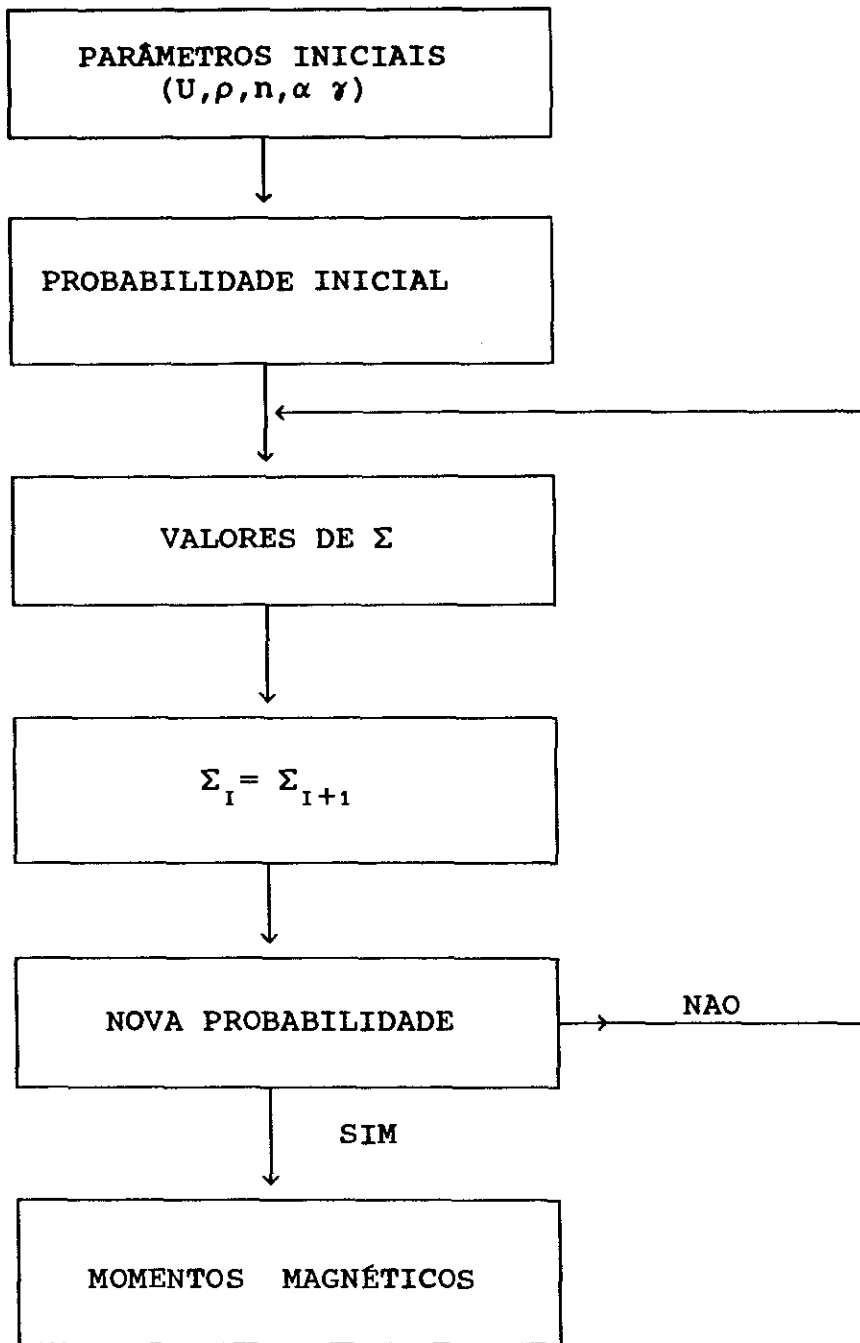 PARÂMETROS INICIAIS
(U,ρ,n,α γ)
PROBABILIDADE INICIAL
VALORES DE Σ
Σ_I = Σ_I+1
NOVA PROBABILIDADE
NAO
SIM
MOMENTOS MAGNÉTICOS